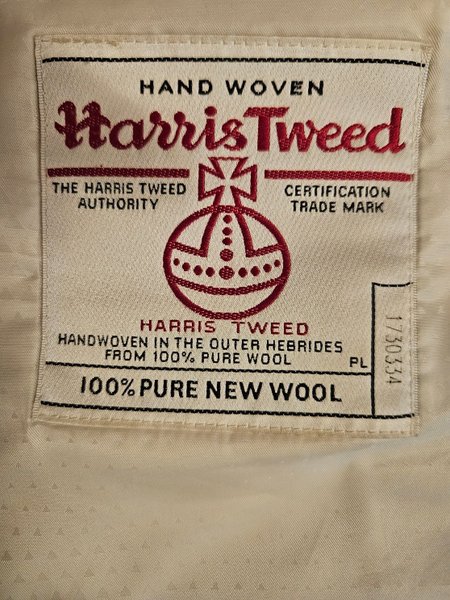 HAND WOVEN
Harris Tweed
THE HARRIS TWEED AUTHORITY
CERTIFICATION TRADE MARK
HARRIS TWEED
HANDWOVEN IN THE OUTER HEBRIDES
FROM 100% PURE WOOL
PL
1730334
100% PURE NEW WOOL